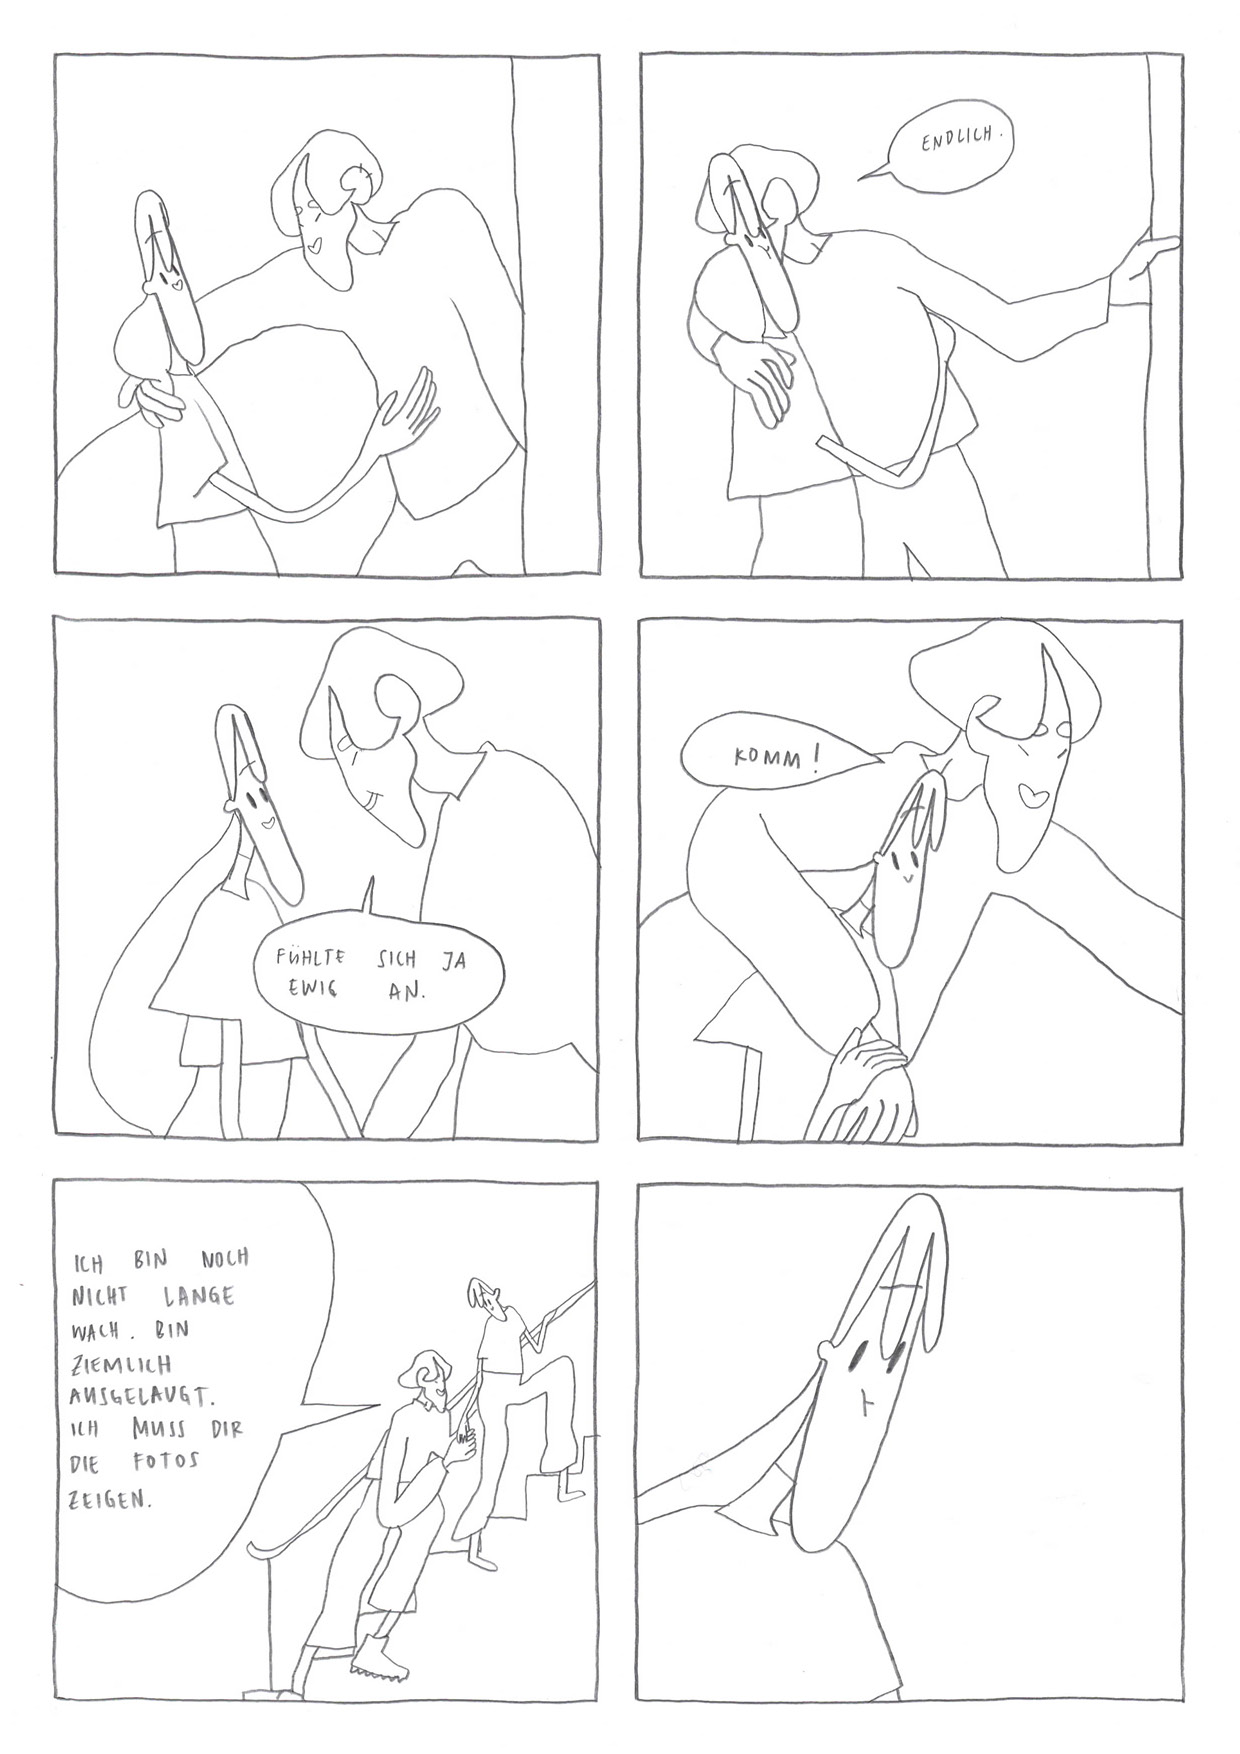 ENDLICH.
FÜHLTE SICH JA
EWIG AN.
KOMM!
ICH BIN NOCH
NICHT LANGE
WACH. BIN
ZIEMLICH
AUSGELAUGT.
ICH MUSS DIR
DIE FOTOS
ZEIGEN.